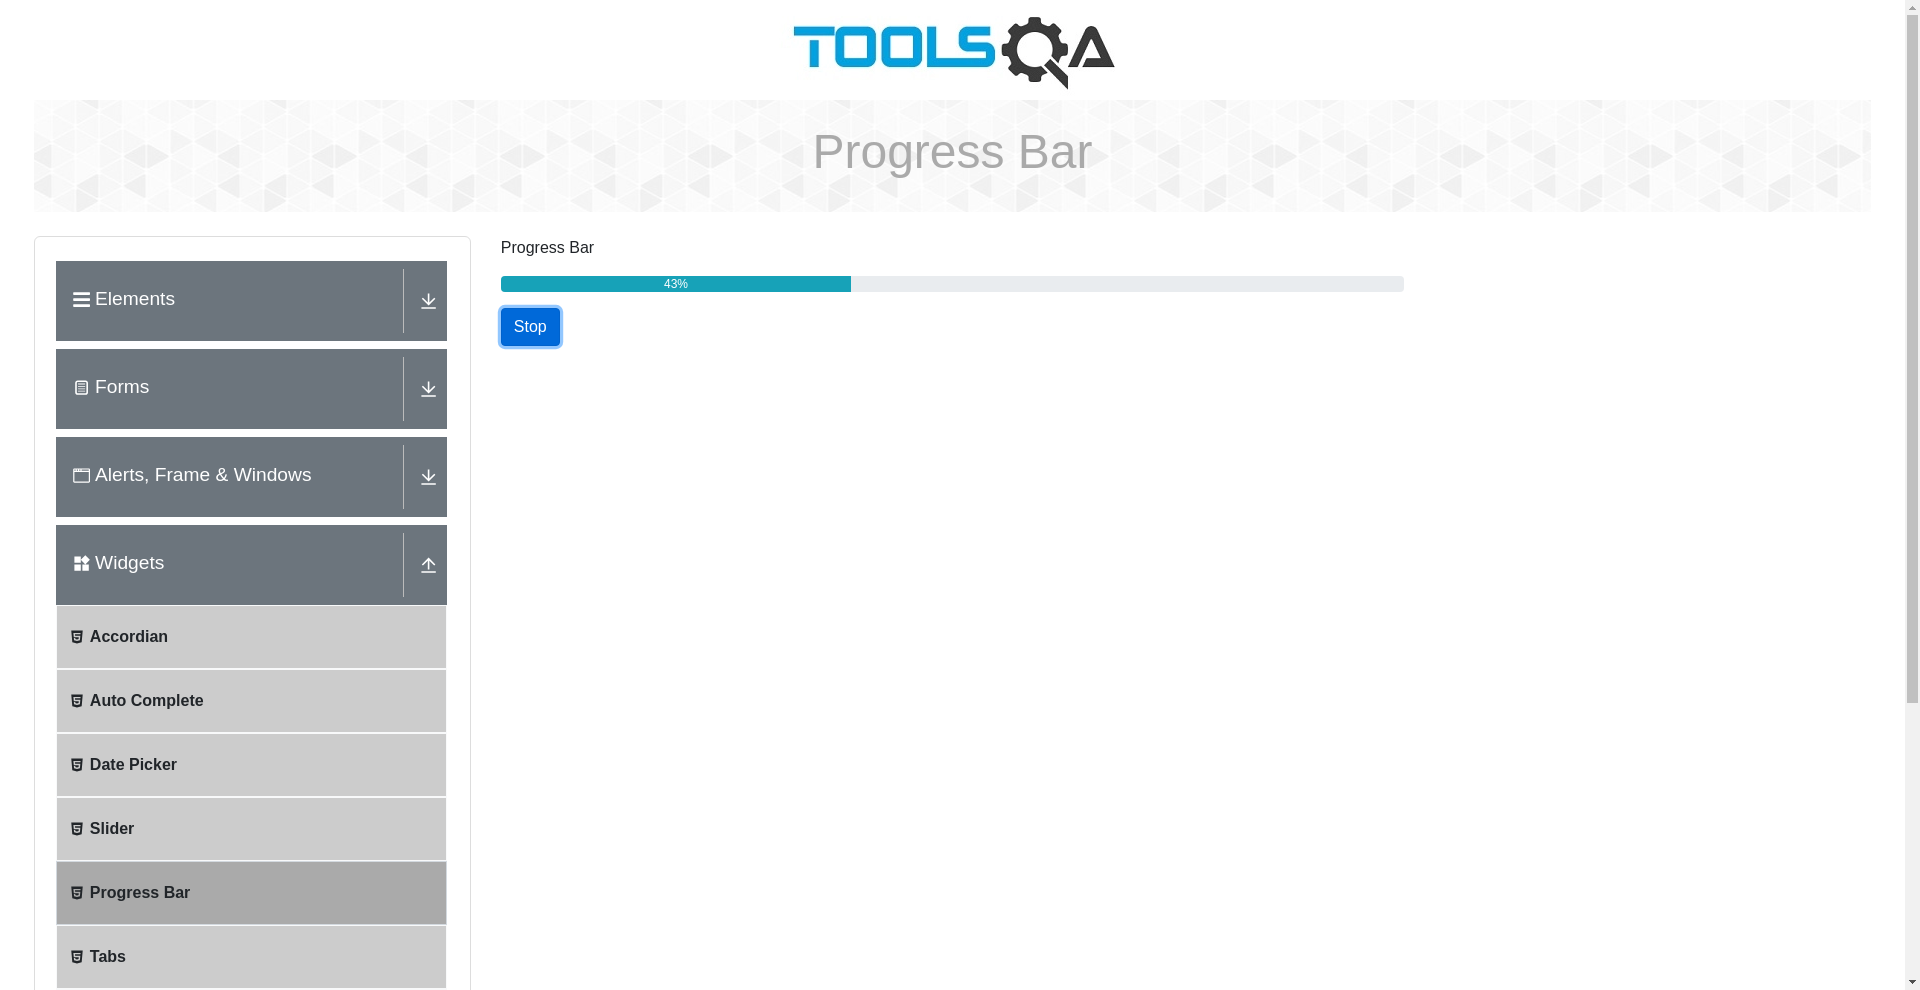 TOOLSQA
Progress Bar
Elements
Forms
Alerts, Frame & Windows
Widgets
Accordian
Auto Complete
Date Picker
Slider
Progress Bar
Tabs
Progress Bar
43%
Stop